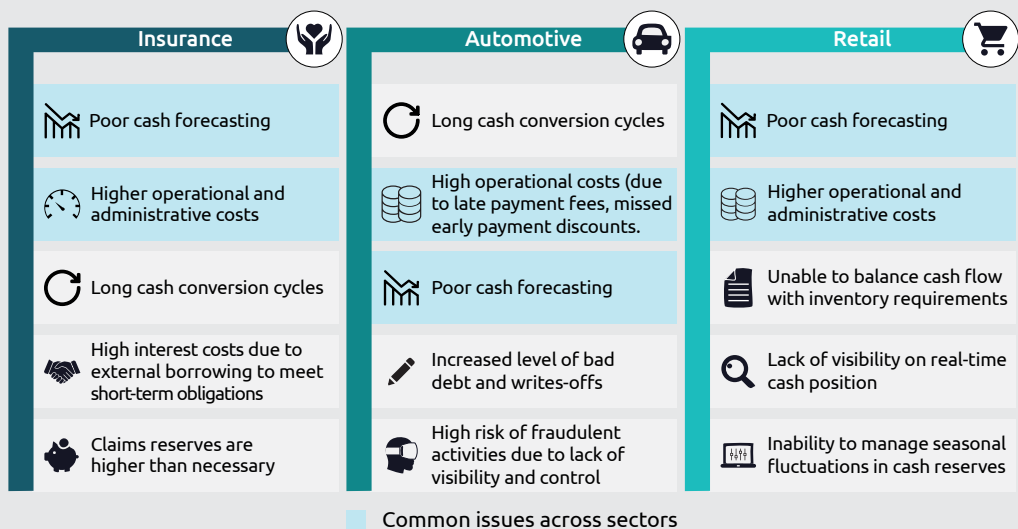 Insurance
Poor cash forecasting
Higher operational and
administrative costs
Long cash conversion cycles
High interest costs due to
external borrowing to meet
short-term obligations
Claims reserves are
higher than necessary
Automotive
Long cash conversion cycles
High operational costs (due
to late payment fees, missed
early payment discounts.
Poor cash forecasting
Increased level of bad
debt and writes-offs
High risk of fraudulent
activities due to lack of
visibility and control
Retail
Poor cash forecasting
Higher operational and
administrative costs
Unable to balance cash flow
with inventory requirements
Lack of visibility on real-time
cash position
Inability to manage seasonal
fluctuations in cash reserves
Common issues across sectors